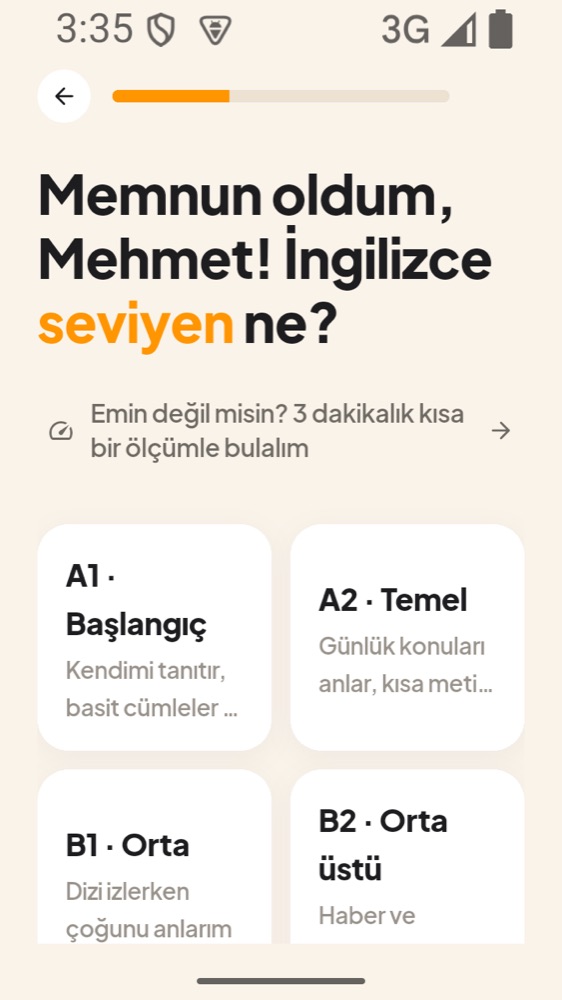 3:35
3G
Memnun oldum,
Mehmet! İngilizce
seviyen ne?
Emin değil misin? 3 dakikalık kısa
bir ölçümle bulalım
A1 ·
Başlangıç
Kendimi tanıtır,
basit cümleler ...
A2 · Temel
Günlük konuları
anlar, kısa meti...
B1 · Orta
Dizi izlerken
çoğunu anlarım
B2 · Orta
üstü
Haber ve